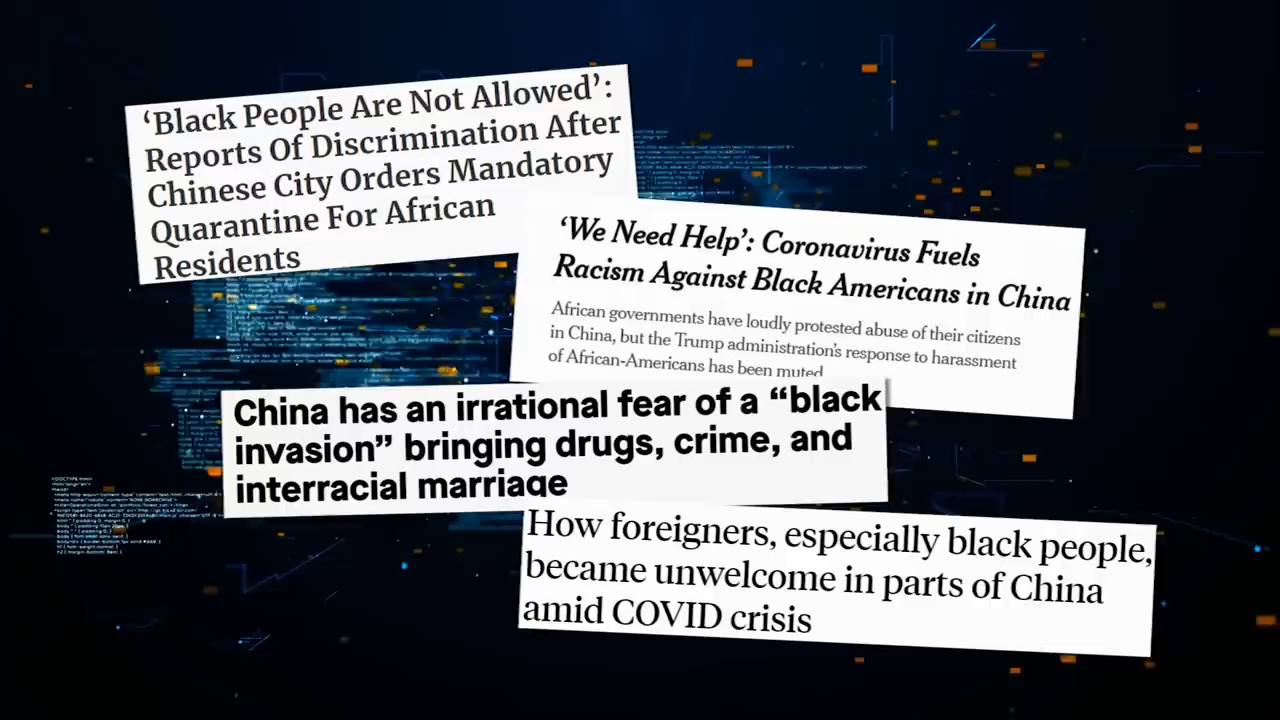 ‘Black People Are Not Allowed’:
Reports Of Discrimination After
Chinese City Orders Mandatory
Quarantine For African
Residents
‘We Need Help’: Coronavirus Fuels
Racism Against Black Americans in China
African governments have loudly protested abuse of their citizens
in China, but the Trump administration’s response to harassment
of African-Americans has been muted
China has an irrational fear of a “black
invasion” bringing drugs, crime, and
interracial marriage
How foreigners, especially black people,
became unwelcome in parts of China
amid COVID crisis